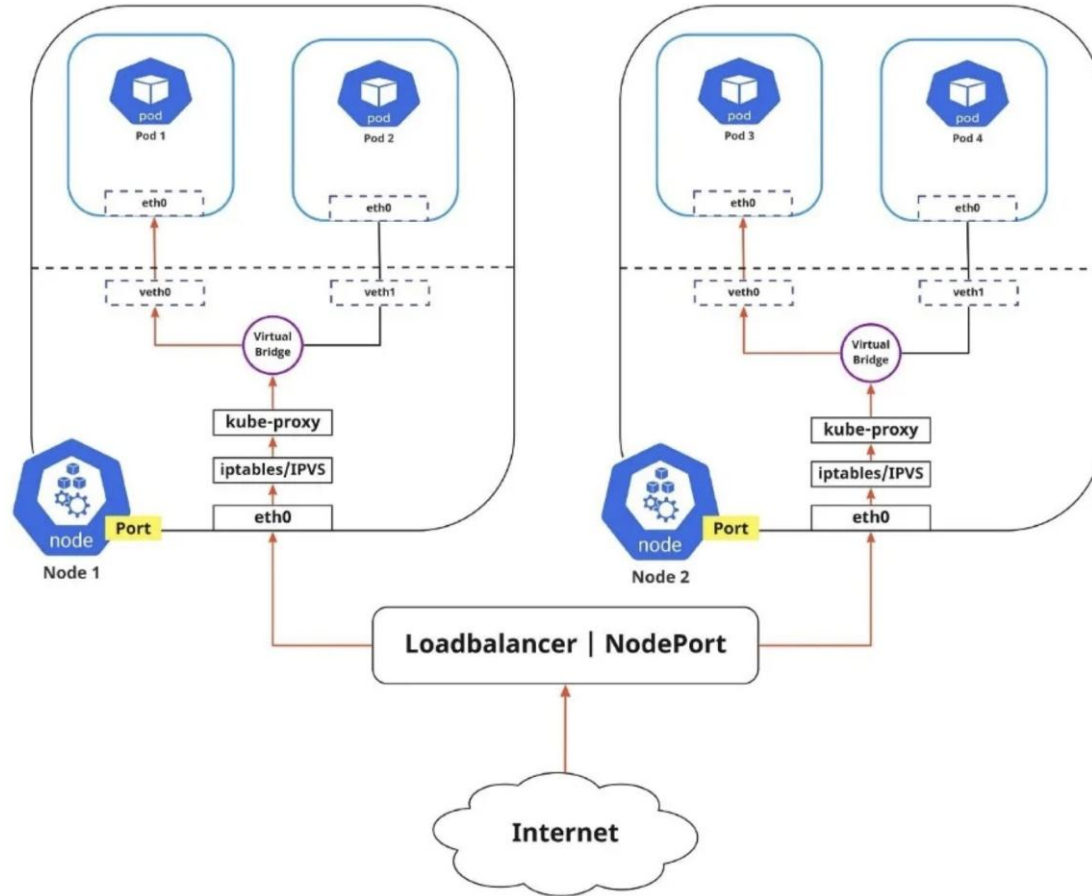 pod
Pod 1
pod
Pod 2
eth0
eth0
veth0
veth1
Virtual
Bridge
kube-proxy
iptables/IPVS
eth0
node
Port
Node 1
pod
Pod 3
pod
Pod 4
eth0
eth0
veth0
veth1
Virtual
Bridge
kube-proxy
iptables/IPVS
eth0
node
Port
Node 2
Loadbalancer | NodePort
Internet